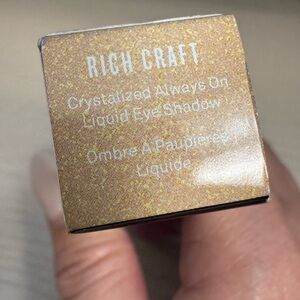 RICH CRAFT
Crystalized Always On
Liquid Eye Shadow
Ombre À Paupières
Liquide